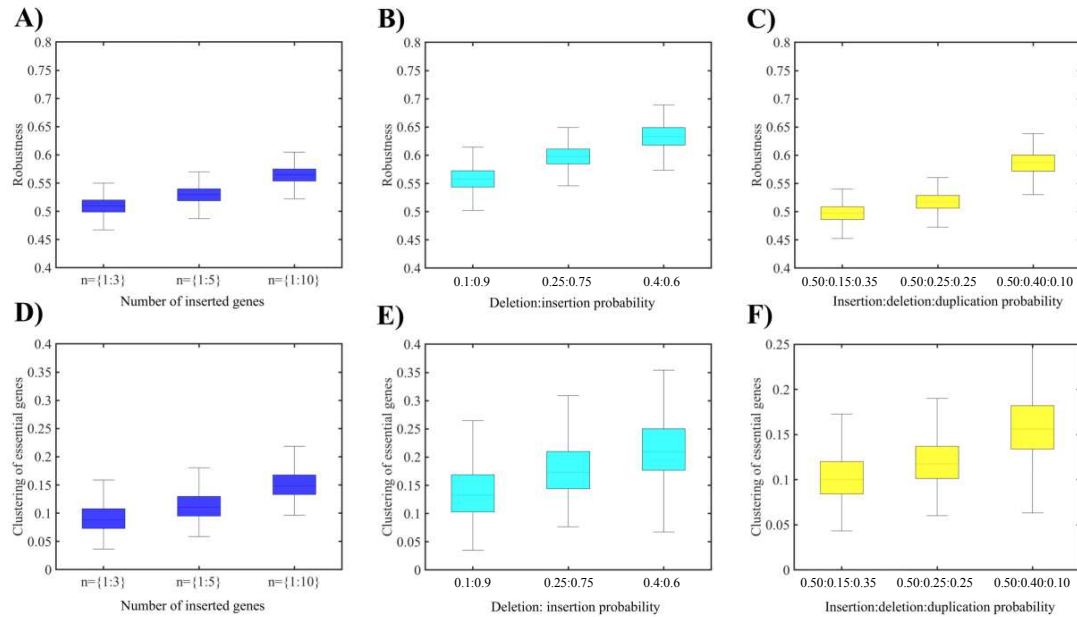 A)
0.8
0.75
0.7
0.65
0.6
0.55
0.5
0.45
0.4
Robustness
n={1:3}
n={1:5}
n={1:10}
Number of inserted genes
B)
0.8
0.75
0.7
0.65
0.6
0.55
0.5
0.45
0.4
Robustness
0.1:0.9
0.25:0.75
0.4:0.6
Deletion:insertion probability
C)
0.8
0.75
0.7
0.65
0.6
0.55
0.5
0.45
0.4
Robustness
0.50:0.15:0.35
0.50:0.25:0.25
0.50:0.40:0.10
Insertion:deletion:duplication probability
D)
0.4
0.35
0.3
0.25
0.2
0.15
0.1
0.05
0
Clustering of essential genes
n={1:3}
n={1:5}
n={1:10}
Number of inserted genes
E)
0.4
0.35
0.3
0.25
0.2
0.15
0.1
0.05
0
Clustering of essential genes
0.1:0.9
0.25:0.75
0.4:0.6
Deletion: insertion probability
F)
0.25
0.2
0.15
0.1
0.05
0
Clustering of essential genes
0.50:0.15:0.35
0.50:0.25:0.25
0.50:0.40:0.10
Insertion:deletion:duplication probability